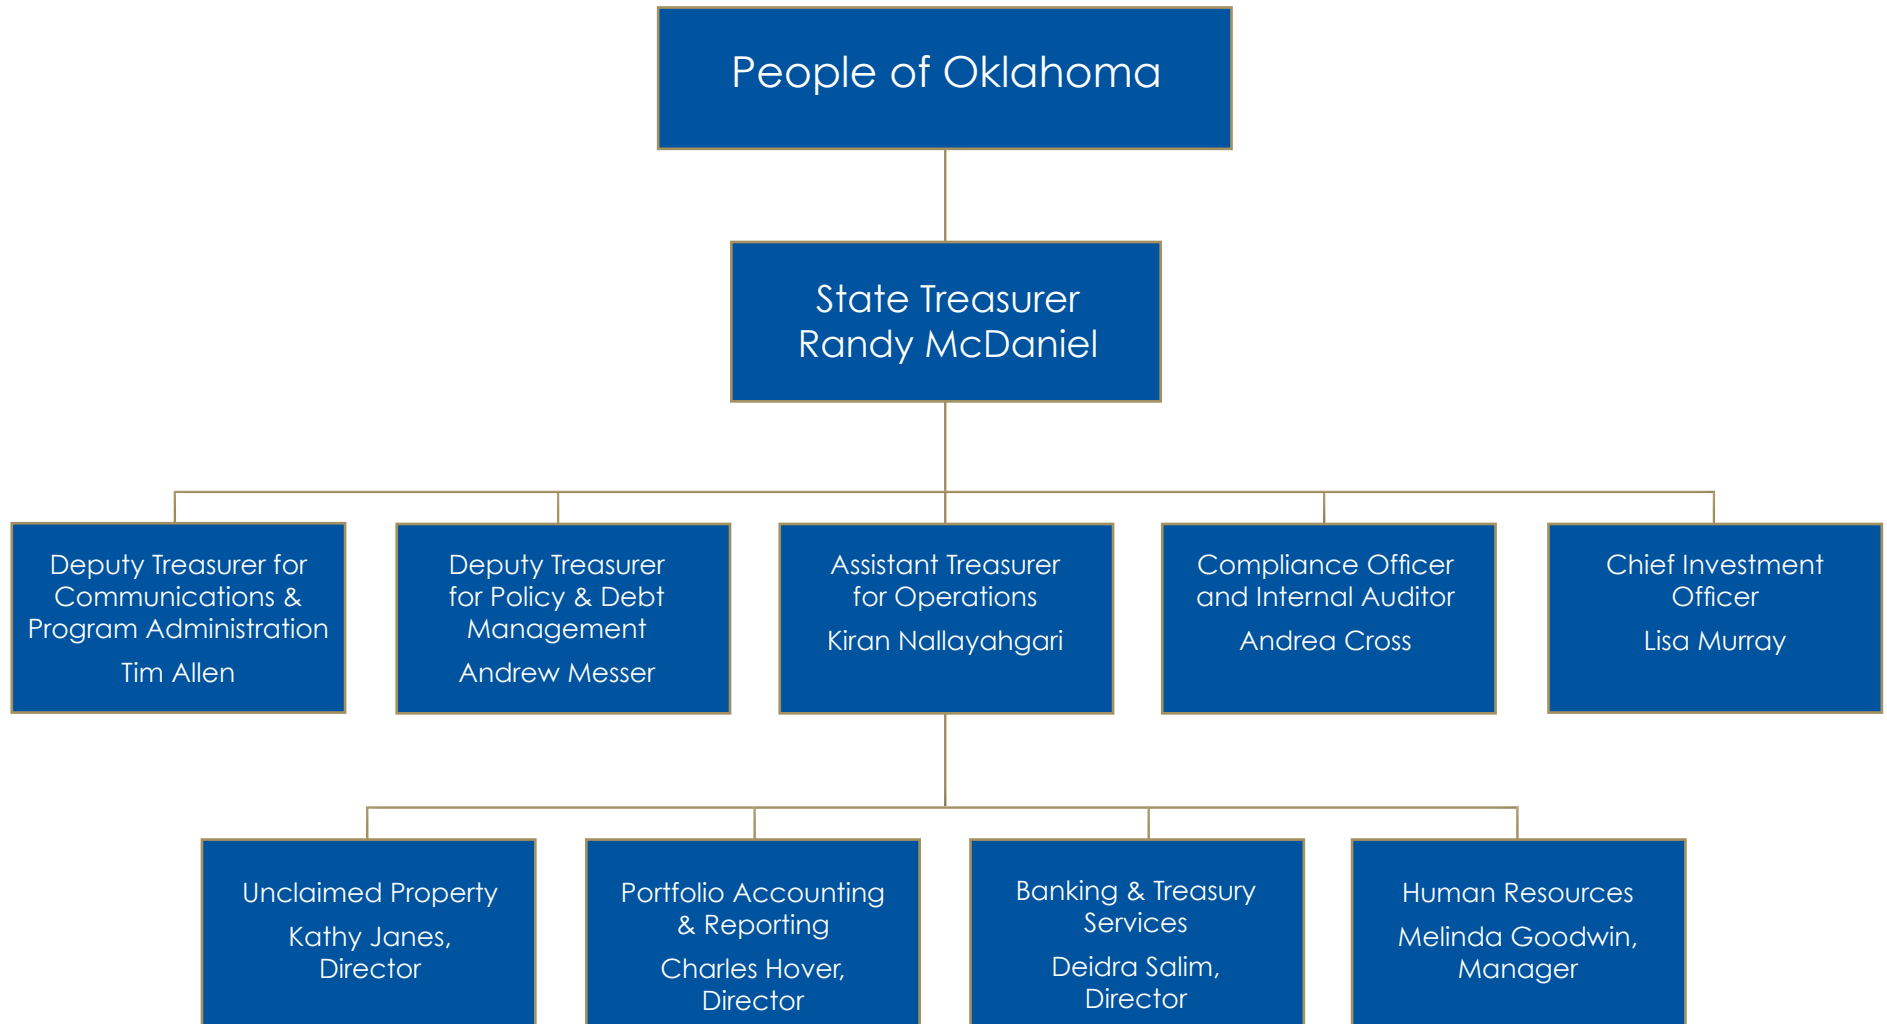 People of Oklahoma
State Treasurer
Randy McDaniel
Deputy Treasurer for
Communications &
Program Administration
Tim Allen
Deputy Treasurer
for Policy & Debt
Management
Andrew Messer
Assistant Treasurer
for Operations
Kiran Nallayahgari
Compliance Officer
and Internal Auditor
Andrea Cross
Chief Investment
Officer
Lisa Murray
Unclaimed Property
Kathy Janes,
Director
Portfolio Accounting
& Reporting
Charles Hover,
Director
Banking & Treasury
Services
Deidra Salim,
Director
Human Resources
Melinda Goodwin,
Manager